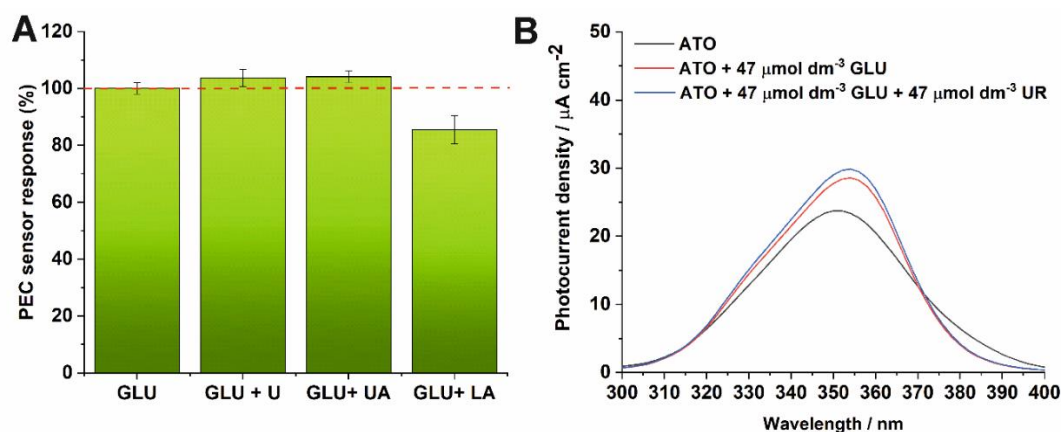 A
PEC sensor response (%)
120
100
80
60
40
20
0
GLU
GLU + U
GLU+ UA
GLU+ LA
B
Photocurrent density / μA cm⁻²
50
40
30
20
10
0
ATO
ATO + 47 μmol dm⁻³ GLU
ATO + 47 μmol dm⁻³ GLU + 47 μmol dm⁻³ UR
300 310 320 330 340 350 360 370 380 390 400
Wavelength / nm